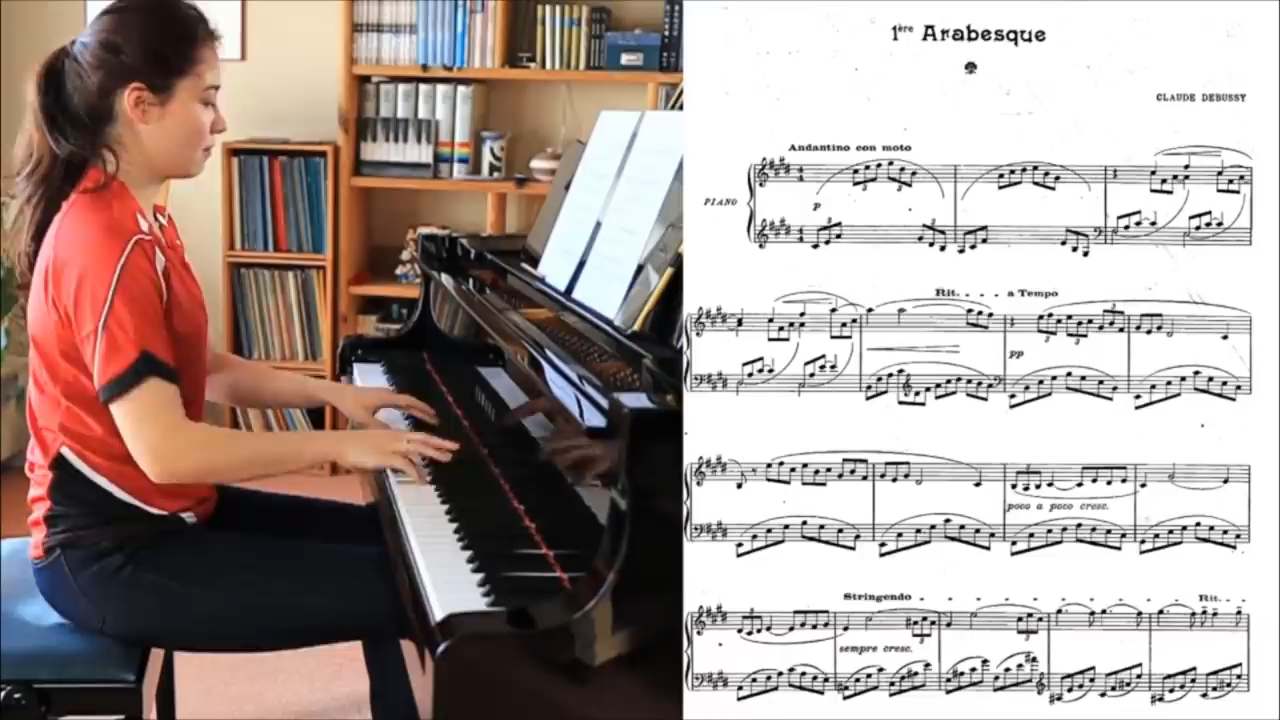 1ère Arabesque
CLAUDE DEBUSSY
Andantino con moto
PIANO
p
Rit. . . . a Tempo
pp
poco a poco cresc.
Stringendo - - - - - - - - - Rit. . .
sempre cresc.